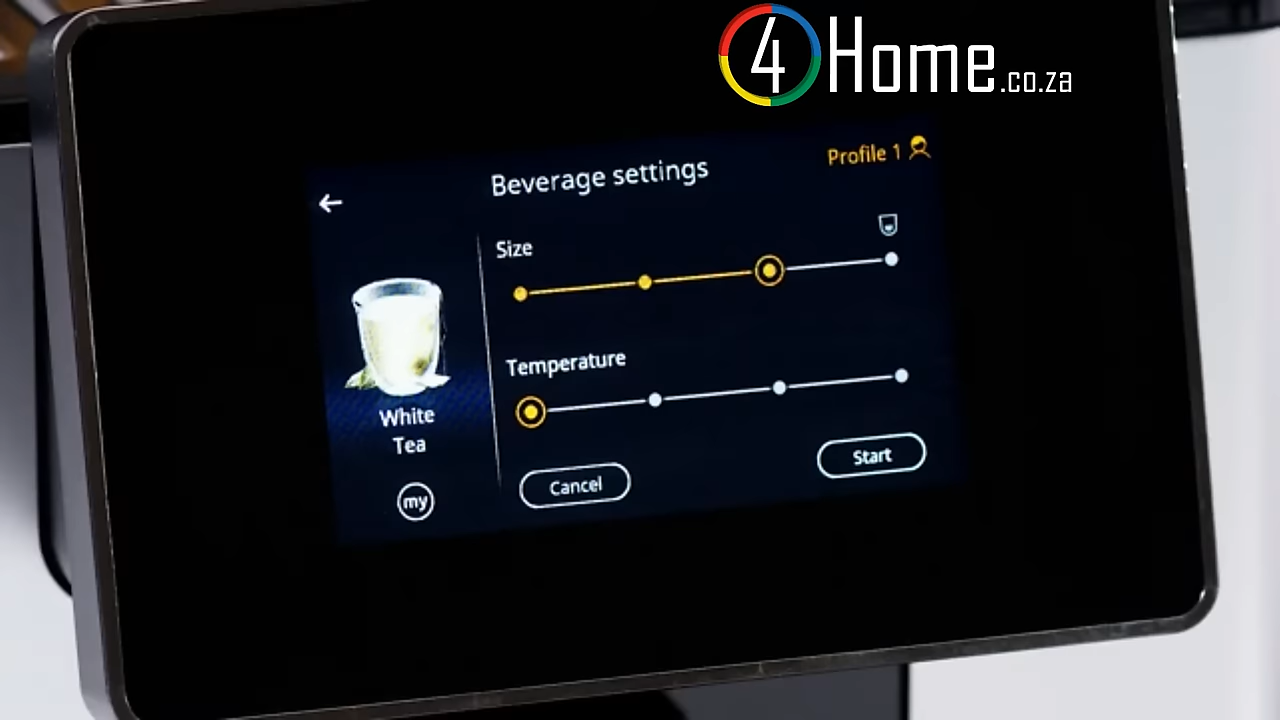 4Home.co.za
Beverage settings
Profile 1
Size
Temperature
White
Tea
my
Cancel
Start